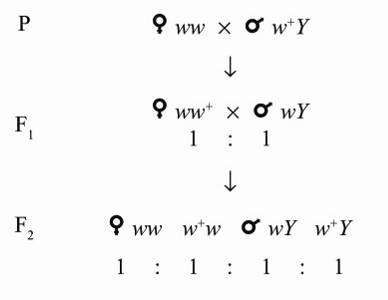 P ♀ ww × ♂ w⁺Y
↓
F₁ ♀ ww⁺ × ♂ wY
1 : 1
↓
F₂ ♀ ww w⁺w ♂ wY w⁺Y
1 : 1 : 1 : 1